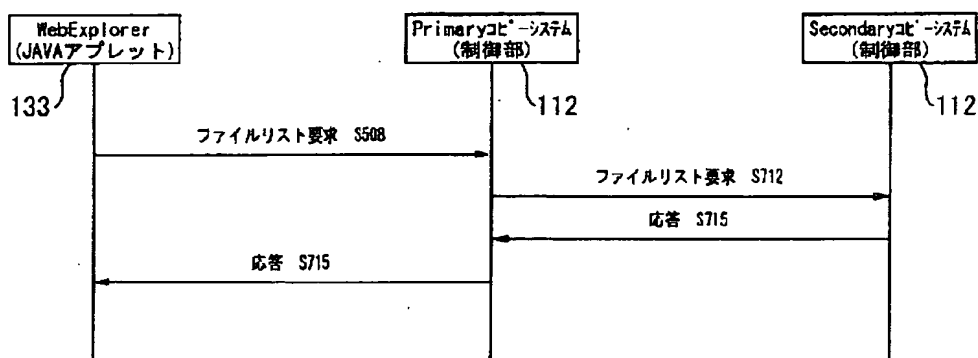 WebExplorer
(JAVAアプレット)
133
Primaryコピーシステム
(制御部)
112
Secondaryコピーシステム
(制御部)
112
ファイルリスト要求 S508
ファイルリスト要求 S712
応答 S715
応答 S715